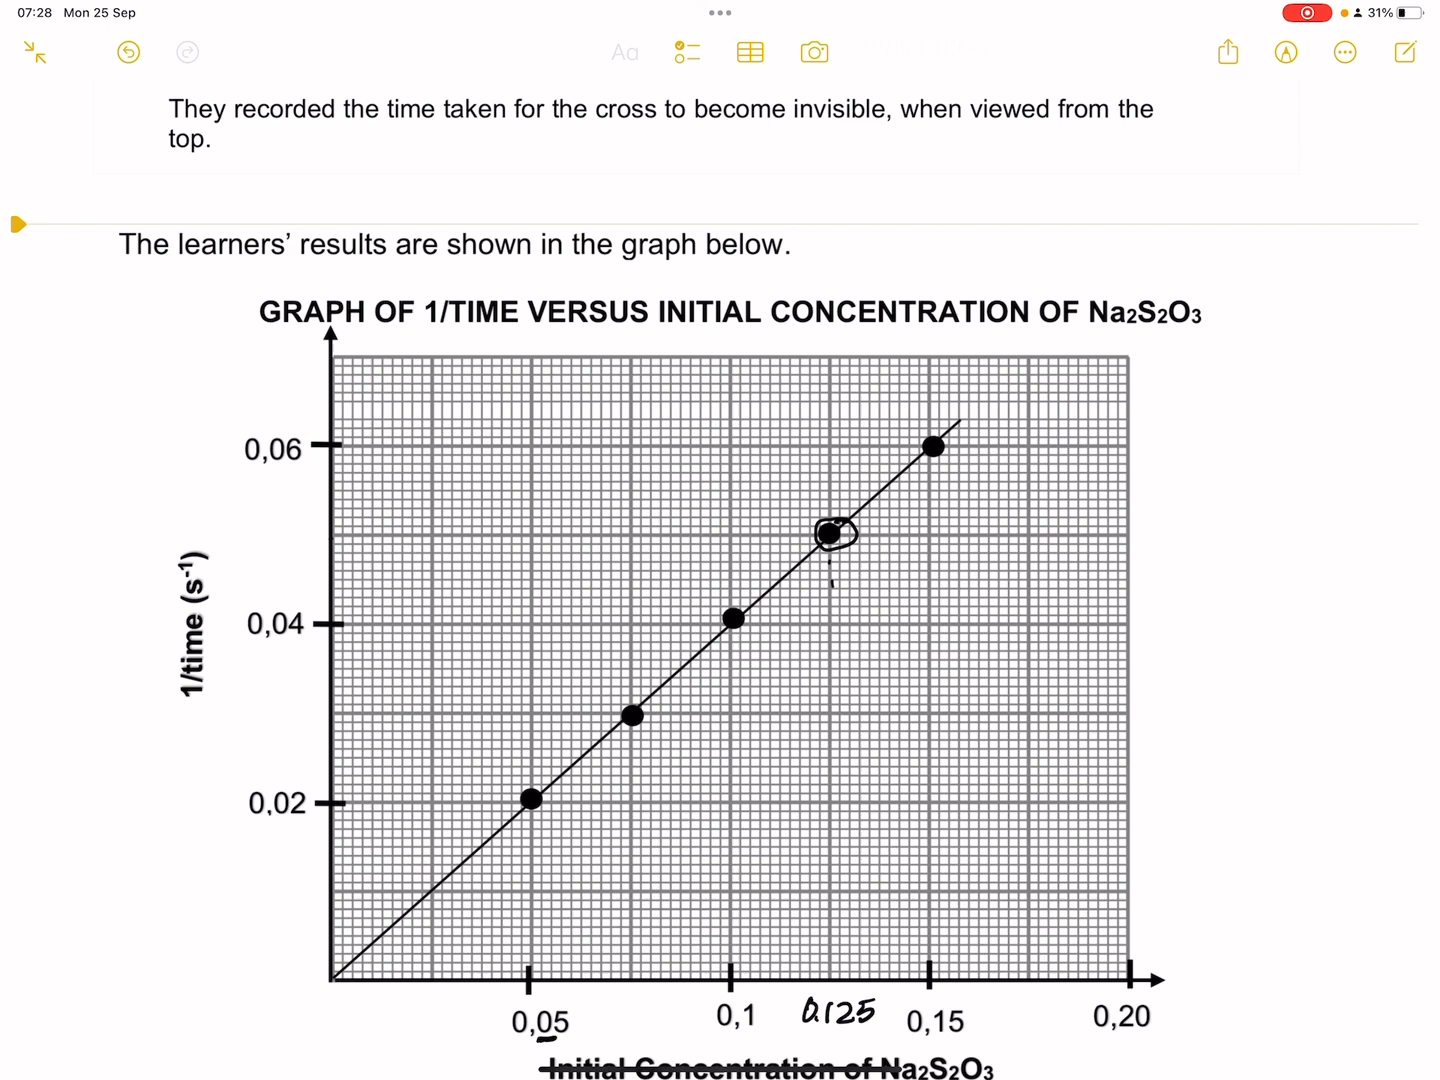 07:28 Mon 25 Sep
31%
Aa
They recorded the time taken for the cross to become invisible, when viewed from the
top.
The learners’ results are shown in the graph below.
GRAPH OF 1/TIME VERSUS INITIAL CONCENTRATION OF Na₂S₂O₃
0,06
0,04
0,02
1/time (s⁻¹)
0,05
0,1
0.125
0,15
0,20
Initial Concentration of Na₂S₂O₃